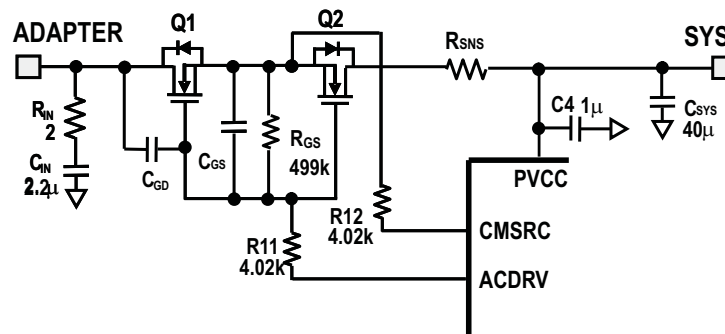 ADAPTER
Q1
Q2
RSNS
SYS
RIN
2
CIN
2.2μ
CGD
CGS
RGS
499k
C4 1μ
CSYS
40μ
PVCC
R12
4.02k
CMSRC
R11
4.02k
ACDRV